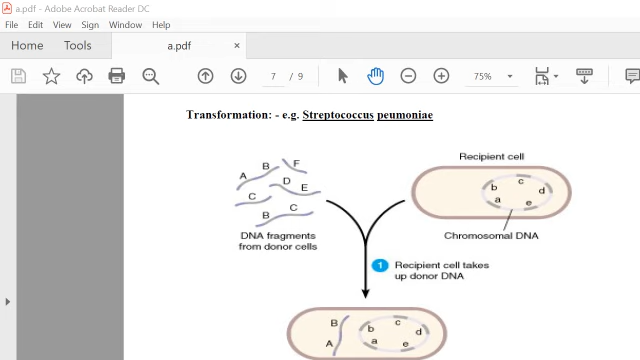 a.pdf - Adobe Acrobat Reader DC
File Edit View Sign Window Help
Home Tools a.pdf ×
7 / 9 75%
Transformation: - e.g. Streptococcus peumoniae
Recipient cell
A B F
D E
C
B C
b c d
a e
DNA fragments
from donor cells
Chromosomal DNA
1 Recipient cell takes
up donor DNA
B b c d
A a e